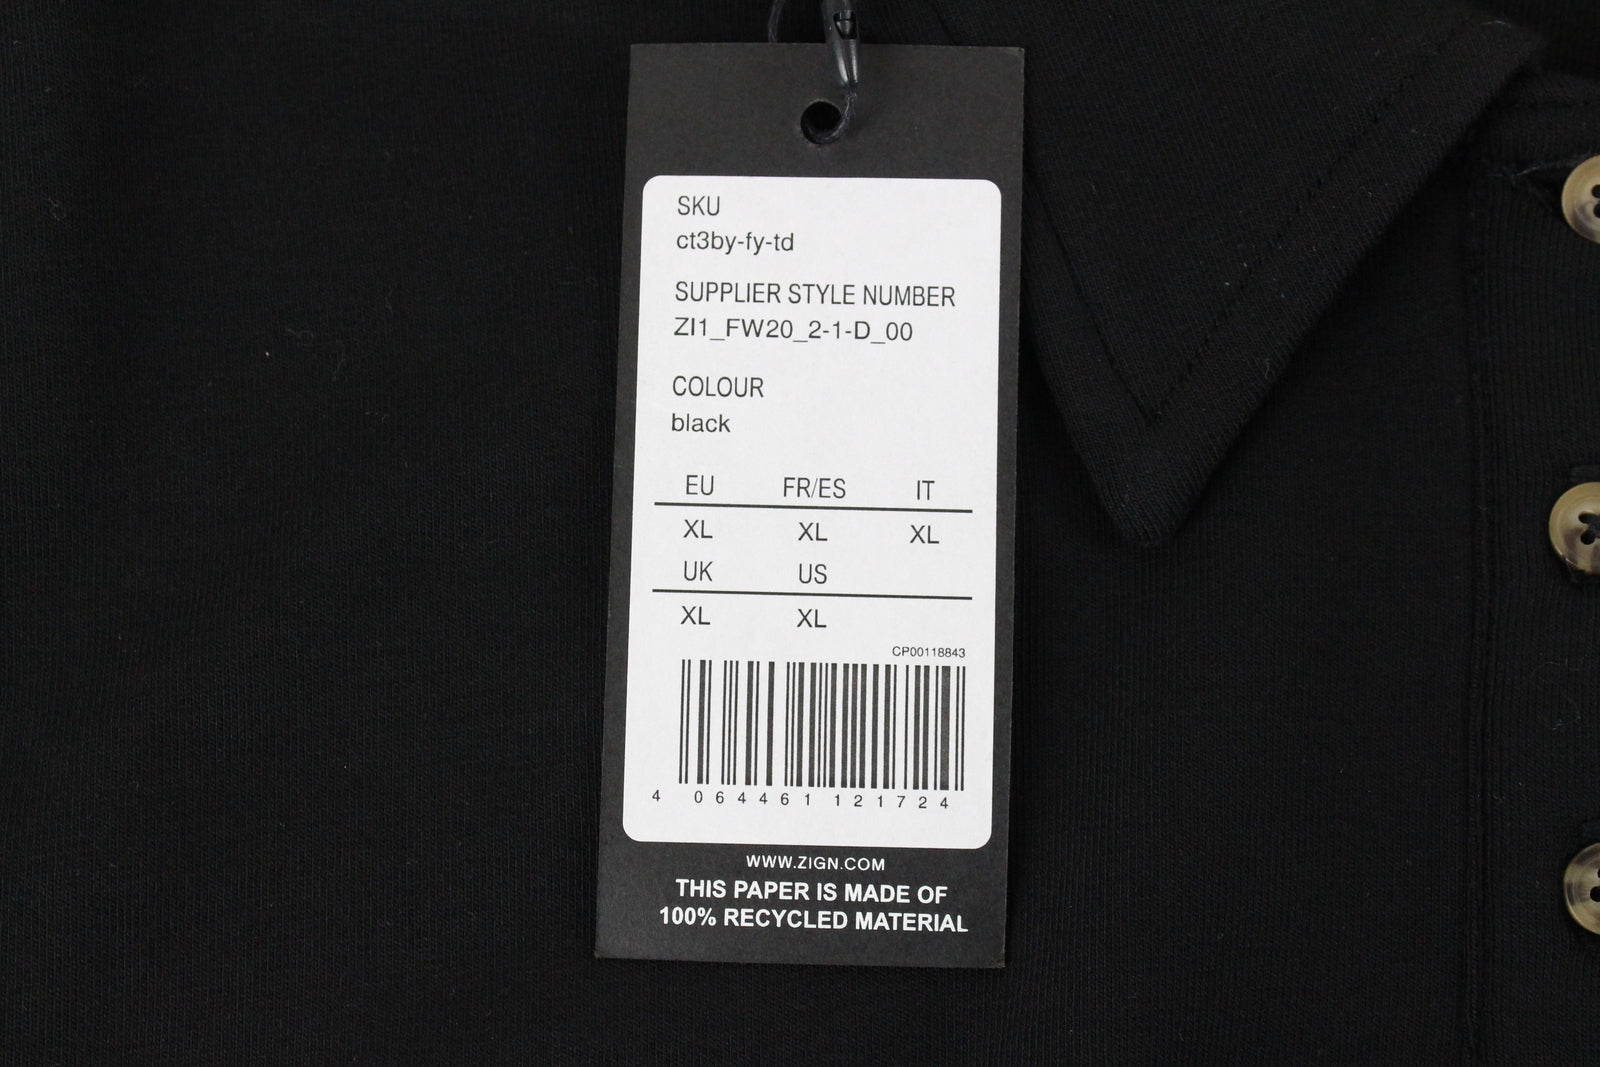 SKU
ct3by-fy-td
SUPPLIER STYLE NUMBER
ZI1_FW20_2-1-D_00
COLOUR
black
EU FR/ES IT
XL XL XL
UK US
XL XL
CP00118843
4 064461 121724
WWW.ZIGN.COM
THIS PAPER IS MADE OF
100% RECYCLED MATERIAL